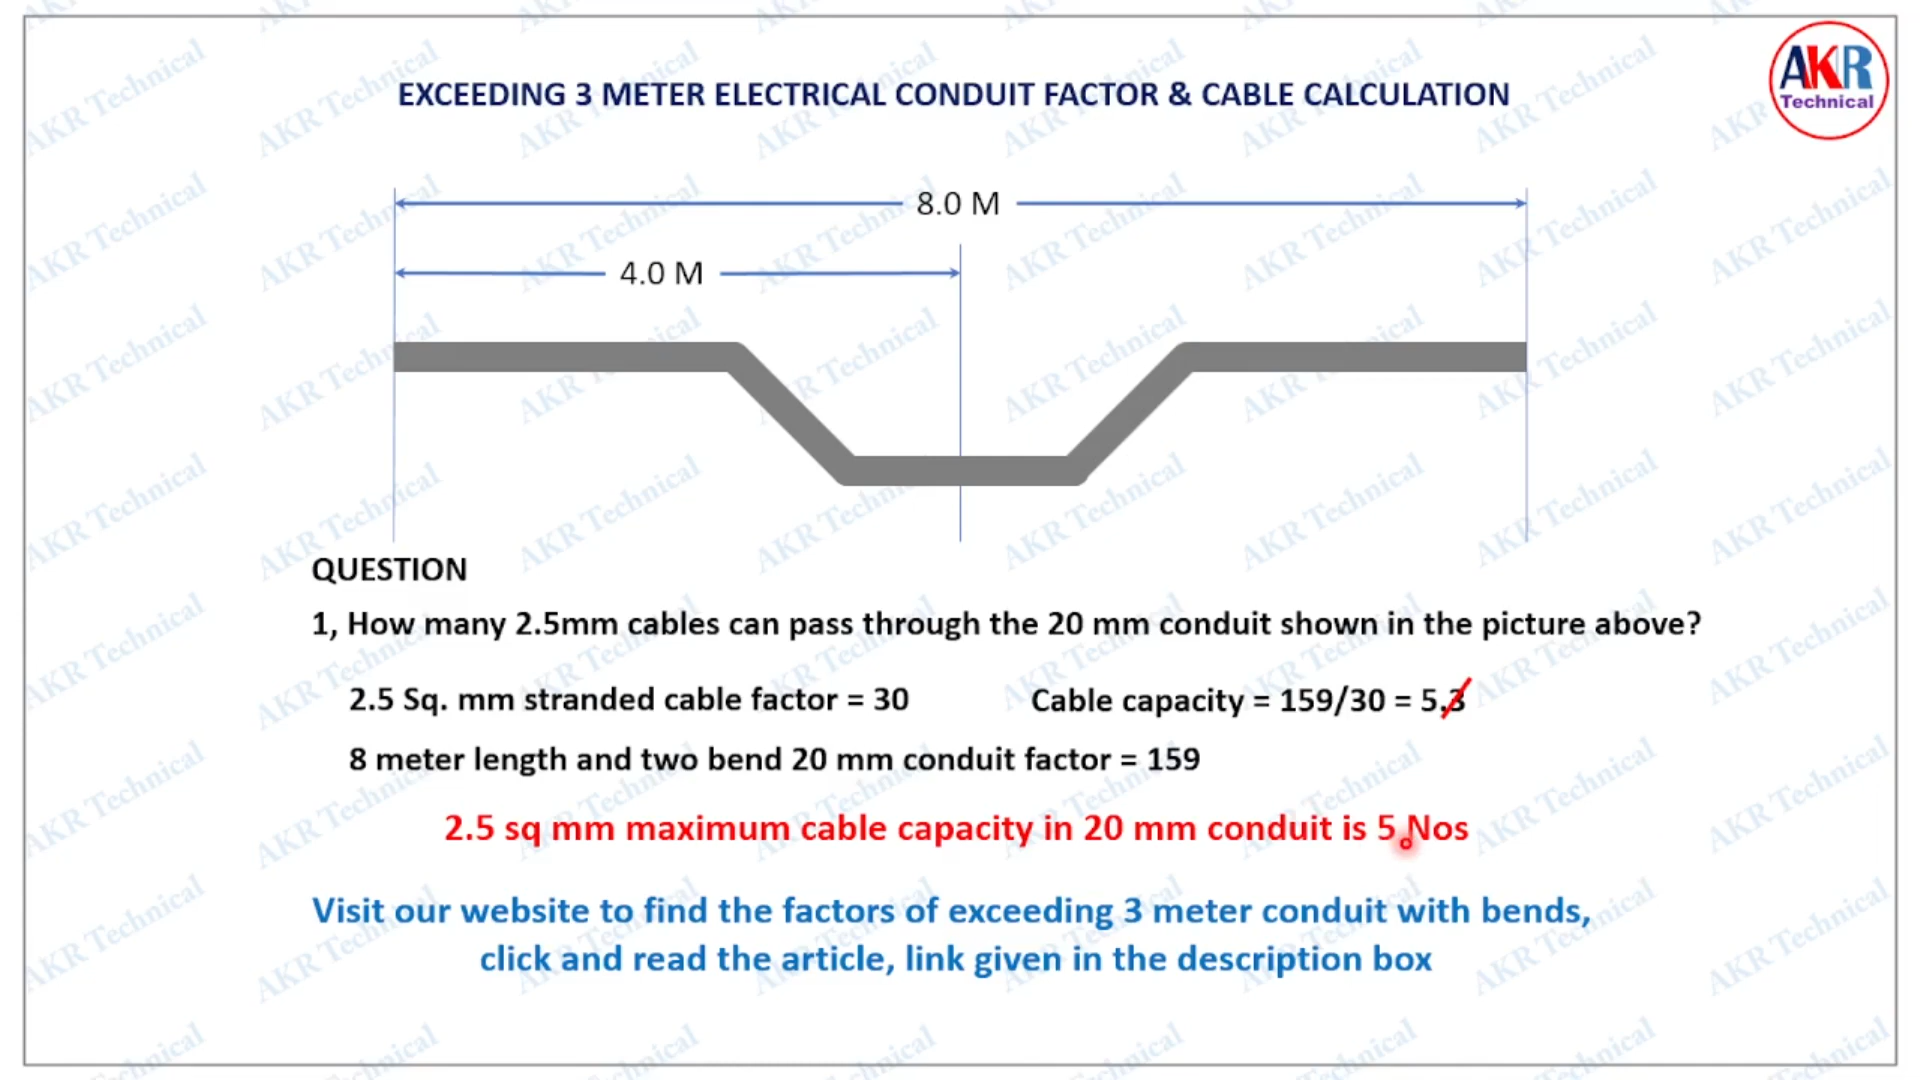 AKR
Technical
EXCEEDING 3 METER ELECTRICAL CONDUIT FACTOR & CABLE CALCULATION
8.0 M
4.0 M
QUESTION
1, How many 2.5mm cables can pass through the 20 mm conduit shown in the picture above?
2.5 Sq. mm stranded cable factor = 30
Cable capacity = 159/30 = 5.3
8 meter length and two bend 20 mm conduit factor = 159
2.5 sq mm maximum cable capacity in 20 mm conduit is 5 Nos
Visit our website to find the factors of exceeding 3 meter conduit with bends,
click and read the article, link given in the description box
AKR Technical